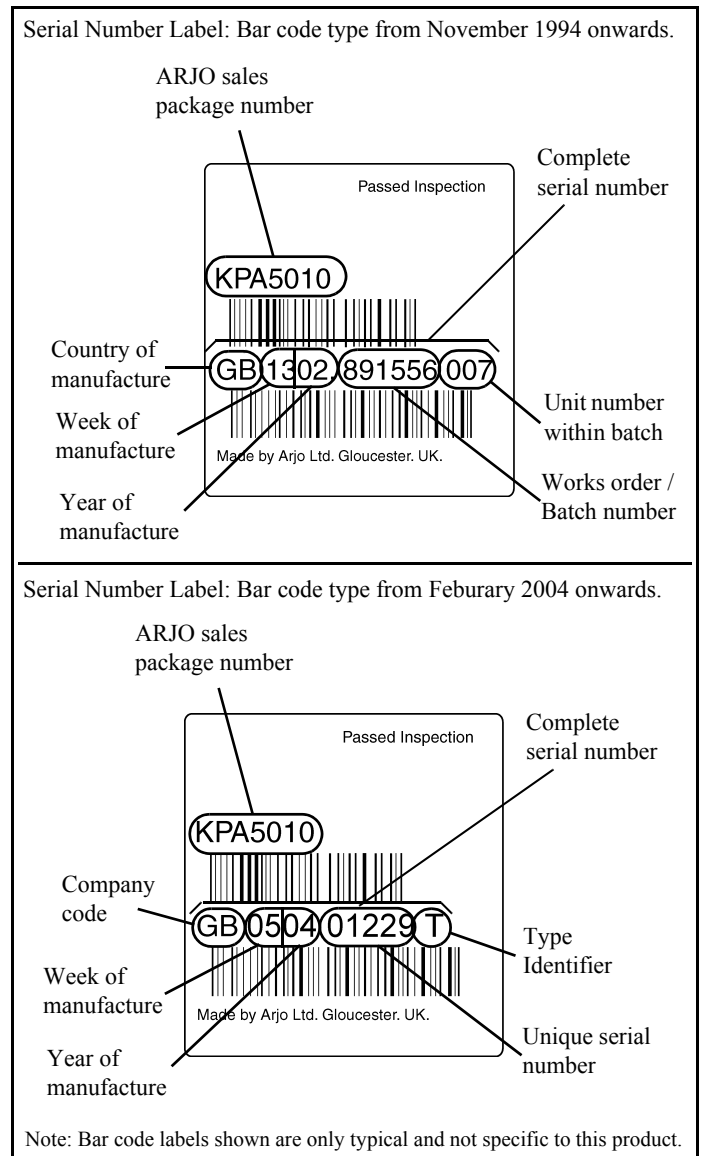 Serial Number Label: Bar code type from November 1994 onwards.
ARJO sales
package number
Complete
serial number
Passed Inspection
KPA5010
Country of
manufacture
GB 1302. 891556 007
Week of
manufacture
Unit number
within batch
Made by Arjo Ltd. Gloucester. UK.
Year of
manufacture
Works order /
Batch number
Serial Number Label: Bar code type from Feburary 2004 onwards.
ARJO sales
package number
Complete
serial number
Passed Inspection
KPA5010
Company
code
GB 0504 01229 T
Type
Identifier
Week of
manufacture
Made by Arjo Ltd. Gloucester. UK.
Year of
manufacture
Unique serial
number
Note: Bar code labels shown are only typical and not specific to this product.